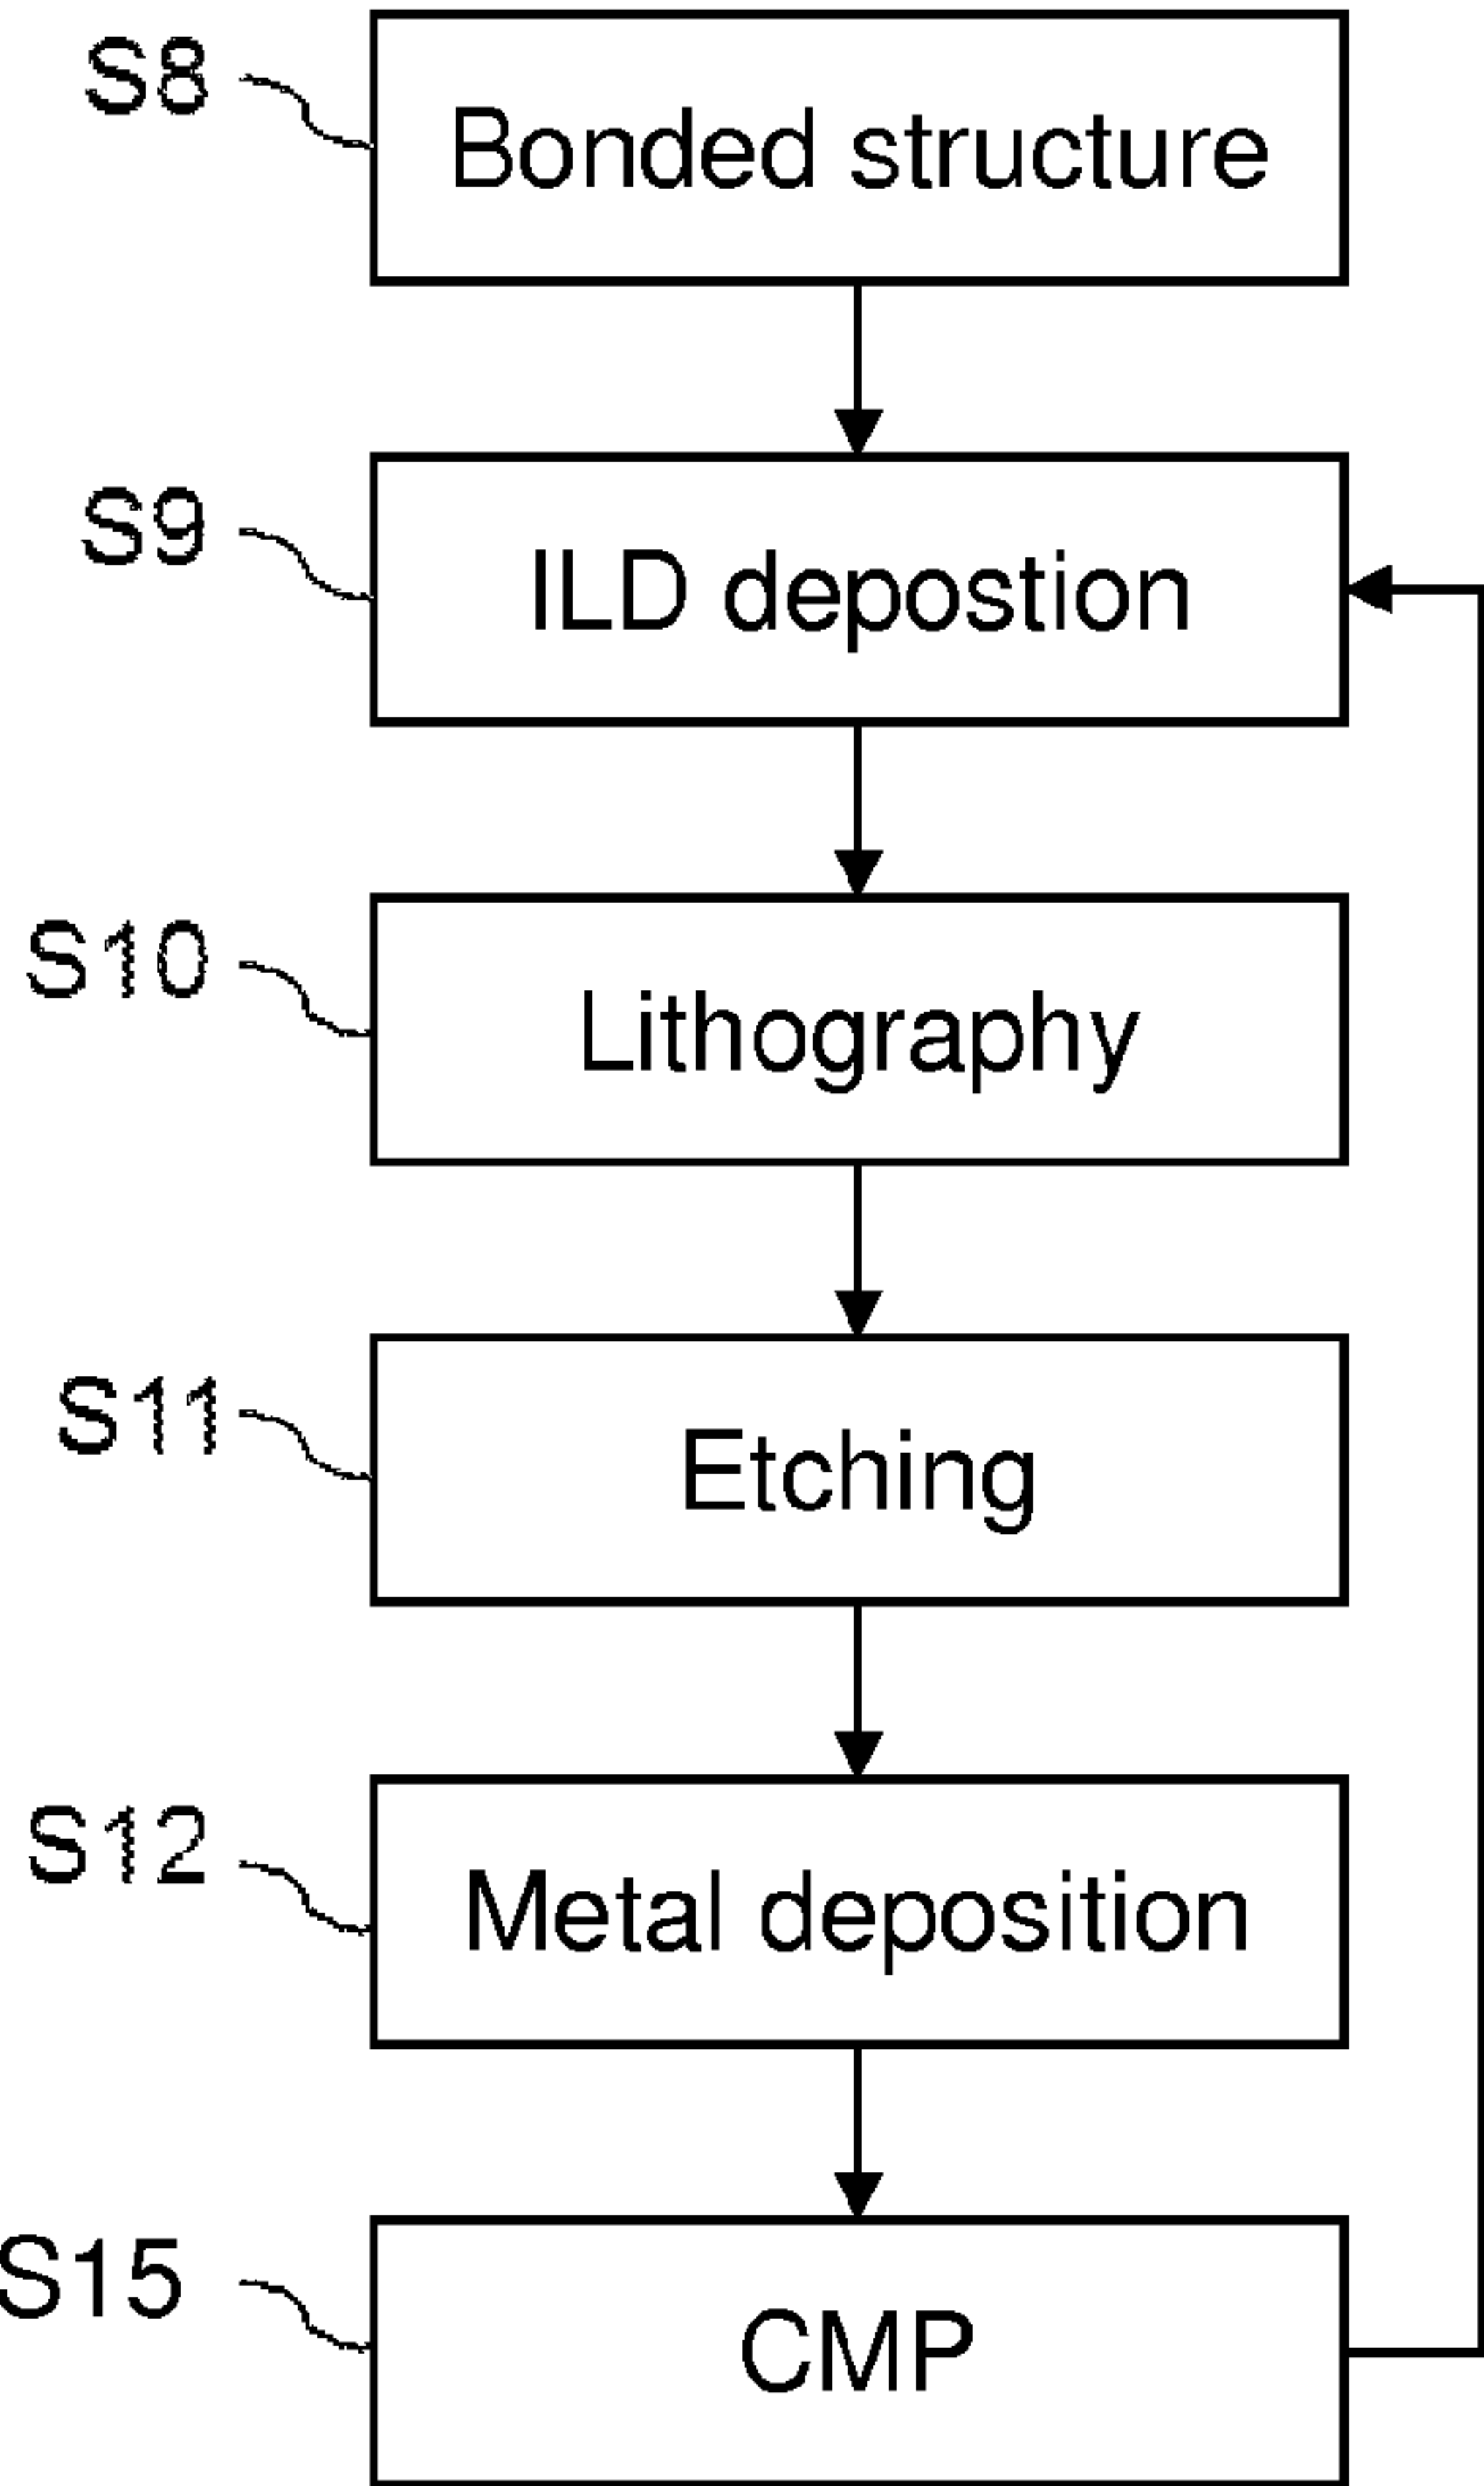 S8
Bonded structure
S9
ILD depostion
S10
Lithography
S11
Etching
S12
Metal deposition
S15
CMP